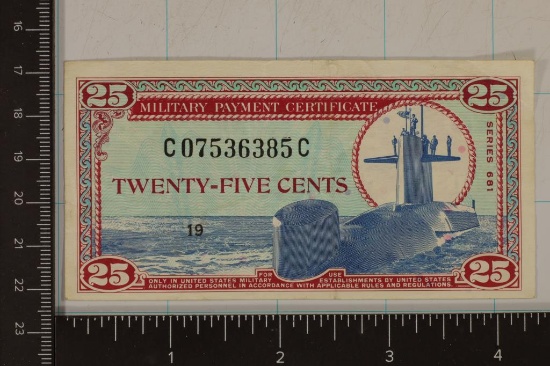 25 25
MILITARY PAYMENT CERTIFICATE
C07536385C
SERIES 681
TWENTY-FIVE CENTS
19
25 25
FOR USE
ONLY IN UNITED STATES MILITARY ESTABLISHMENTS BY UNITED STATES
AUTHORIZED PERSONNEL IN ACCORDANCE WITH APPLICABLE RULES AND REGULATIONS.
16
17
18
19
20
21
22
23
1 2 3 4